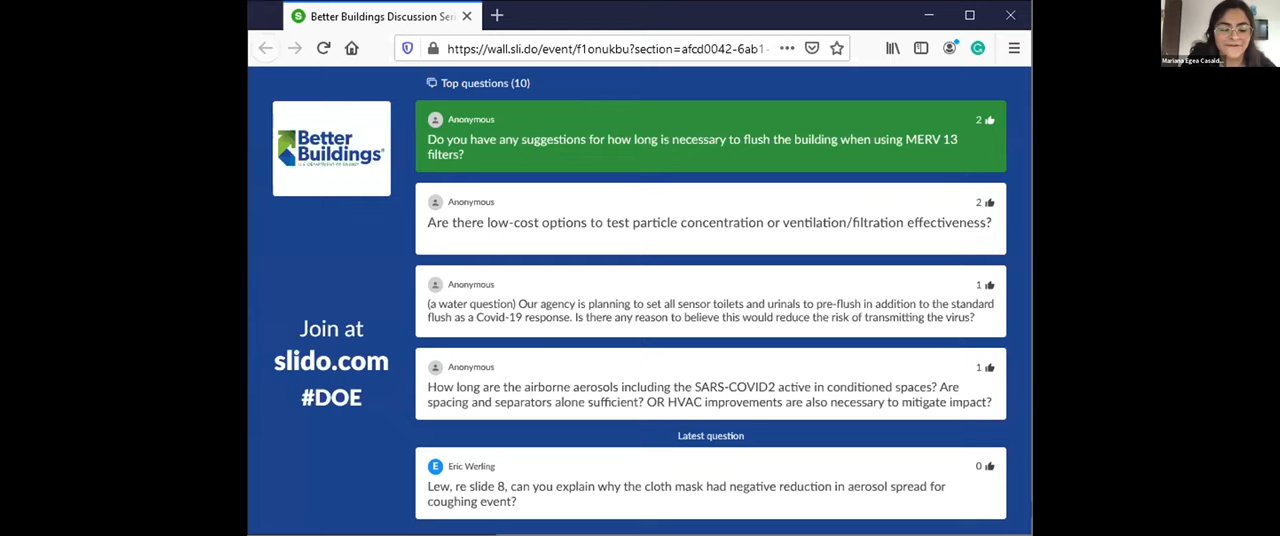 Better Buildings Discussion Seri
https://wall.sli.do/event/f1onukbu?section=afcd0042-6ab1-
Mariana Egea Casald...
Top questions (10)
Better
Buildings®
U.S. DEPARTMENT OF ENERGY
Join at
slido.com
#DOE
Anonymous
2
Do you have any suggestions for how long is necessary to flush the building when using MERV 13
filters?
Anonymous
2
Are there low-cost options to test particle concentration or ventilation/filtration effectiveness?
Anonymous
1
(a water question) Our agency is planning to set all sensor toilets and urinals to pre-flush in addition to the standard
flush as a Covid-19 response. Is there any reason to believe this would reduce the risk of transmitting the virus?
Anonymous
1
How long are the airborne aerosols including the SARS-COVID2 active in conditioned spaces? Are
spacing and separators alone sufficient? OR HVAC improvements are also necessary to mitigate impact?
Latest question
E
Eric Werling
0
Lew, re slide 8, can you explain why the cloth mask had negative reduction in aerosol spread for
coughing event?